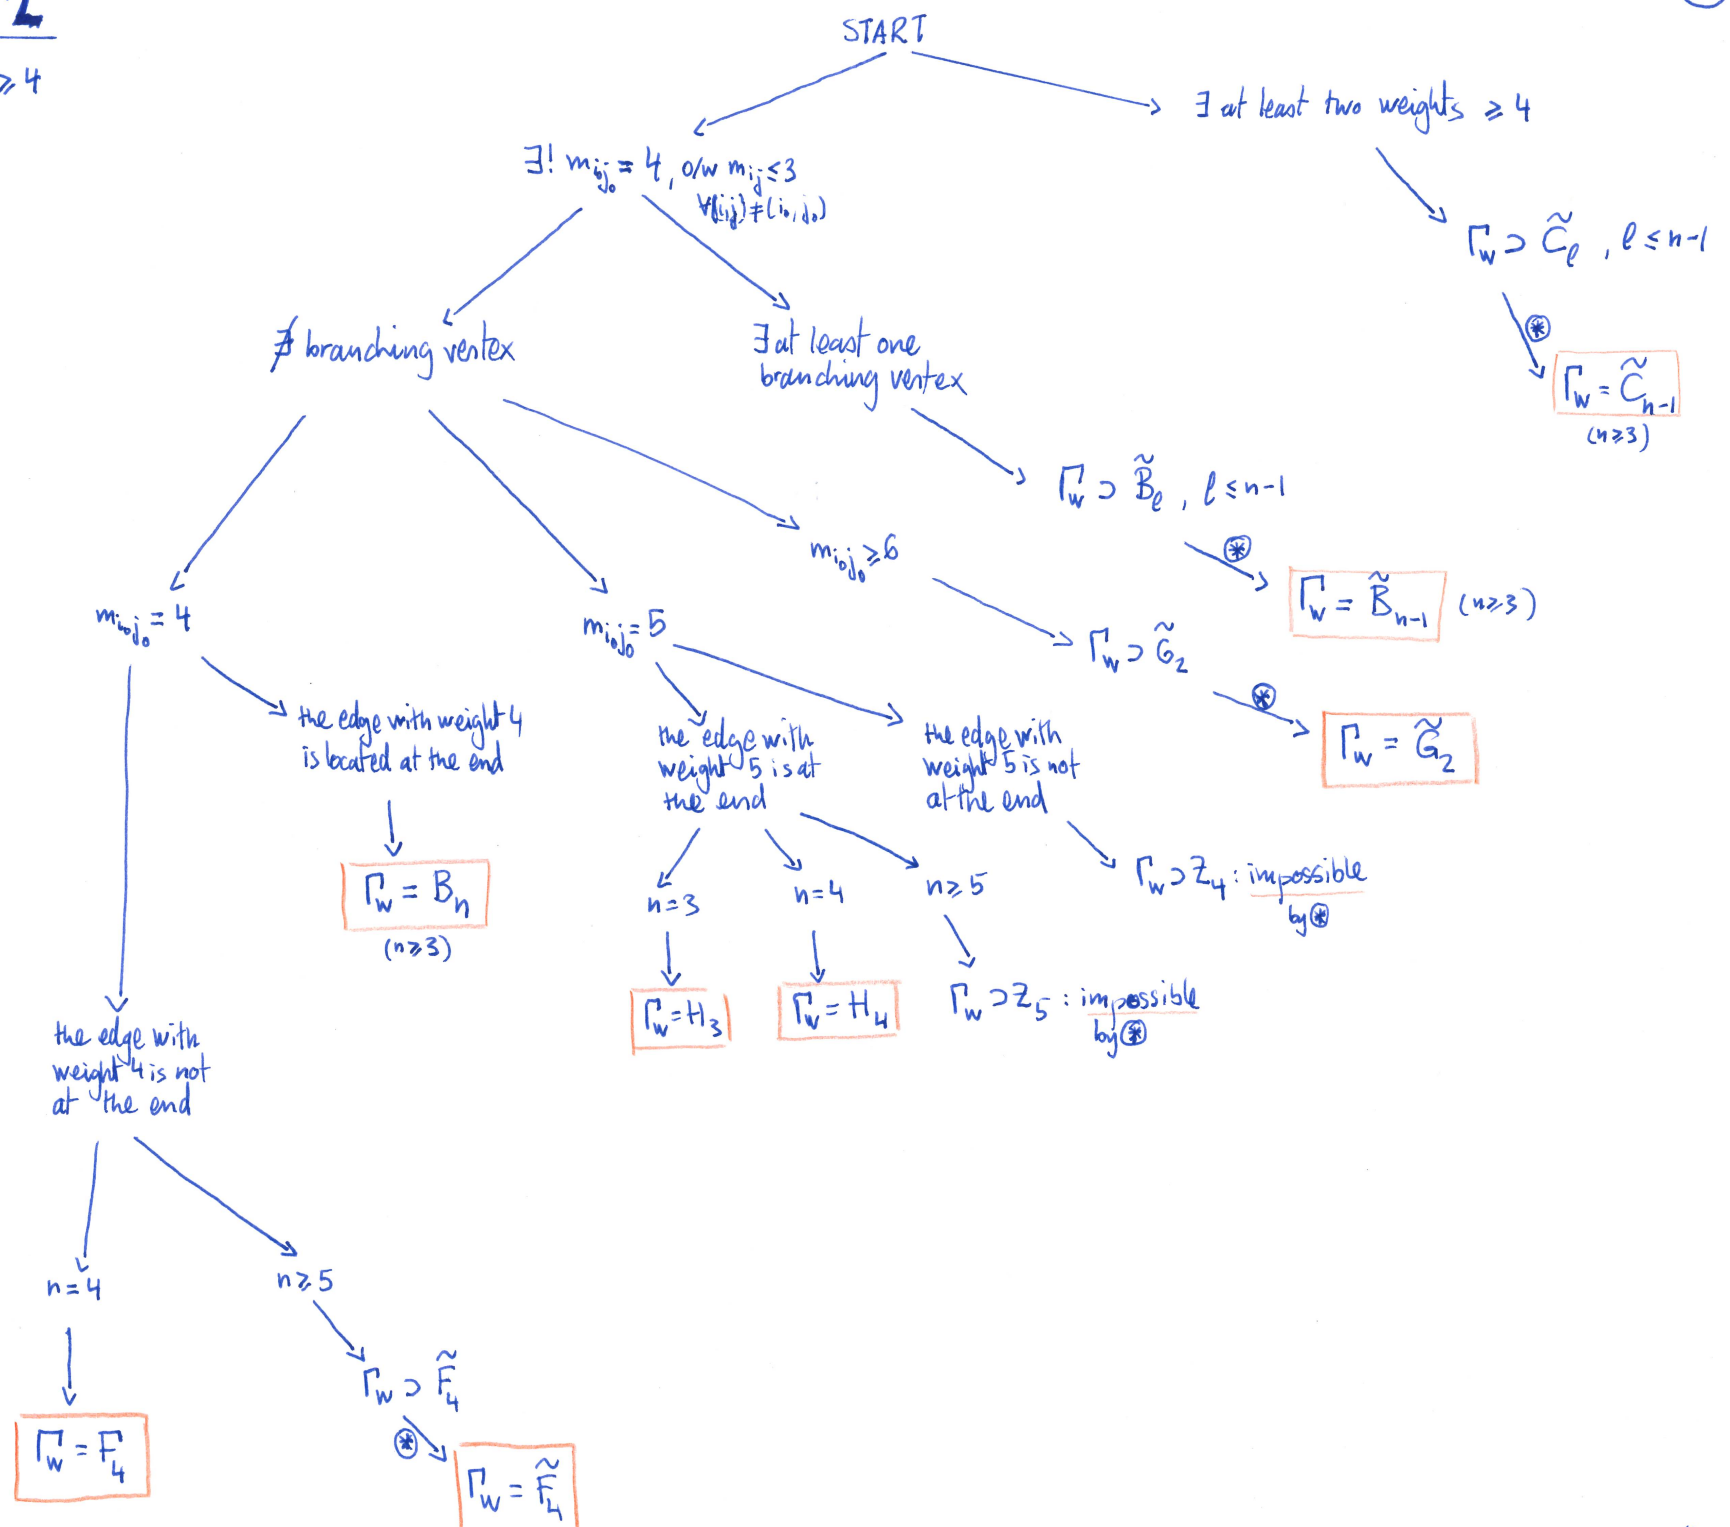 2
≥ 4
START
∃ at least two weights ≥ 4
∃! m_{i₀j₀} = 4, o/w m_{ij} ≤ 3
∀(i,j) ≠ (i₀, j₀)
Γ_W ⊃ C̃_ℓ , ℓ ≤ n-1
⊛
Γ_W = C̃_{n-1}
(n ≥ 3)
∄ branching vertex
∃ at least one
branching vertex
Γ_W ⊃ B̃_ℓ , ℓ ≤ n-1
⊛
Γ_W = B̃_{n-1} (n ≥ 3)
m_{i₀j₀} ≥ 6
m_{i₀j₀} = 4
m_{i₀j₀} = 5
Γ_W ⊃ G̃₂
⊛
Γ_W = G̃₂
the edge with weight 4
is located at the end
the edge with
weight 5 is at
the end
the edge with
weight 5 is not
at the end
Γ_W = B_n
(n ≥ 3)
n = 3
n = 4
n ≥ 5
Γ_W ⊃ Z₄ : impossible
by ⊛
Γ_W = H₃
Γ_W = H₄
Γ_W ⊃ Z₅ : impossible
by ⊛
the edge with
weight 4 is not
at the end
n = 4
n ≥ 5
Γ_W ⊃ F̃₄
⊛
Γ_W = F₄
Γ_W = F̃₄